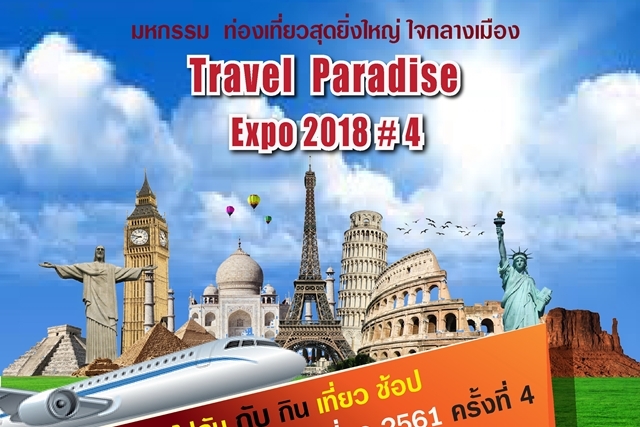 มหกรรม ท่องเที่ยวสุดยิ่งใหญ่ ใจกลางเมือง
Travel Paradise
Expo 2018 # 4
กับ กิน เที่ยว ช้อป
2561 ครั้งที่ 4